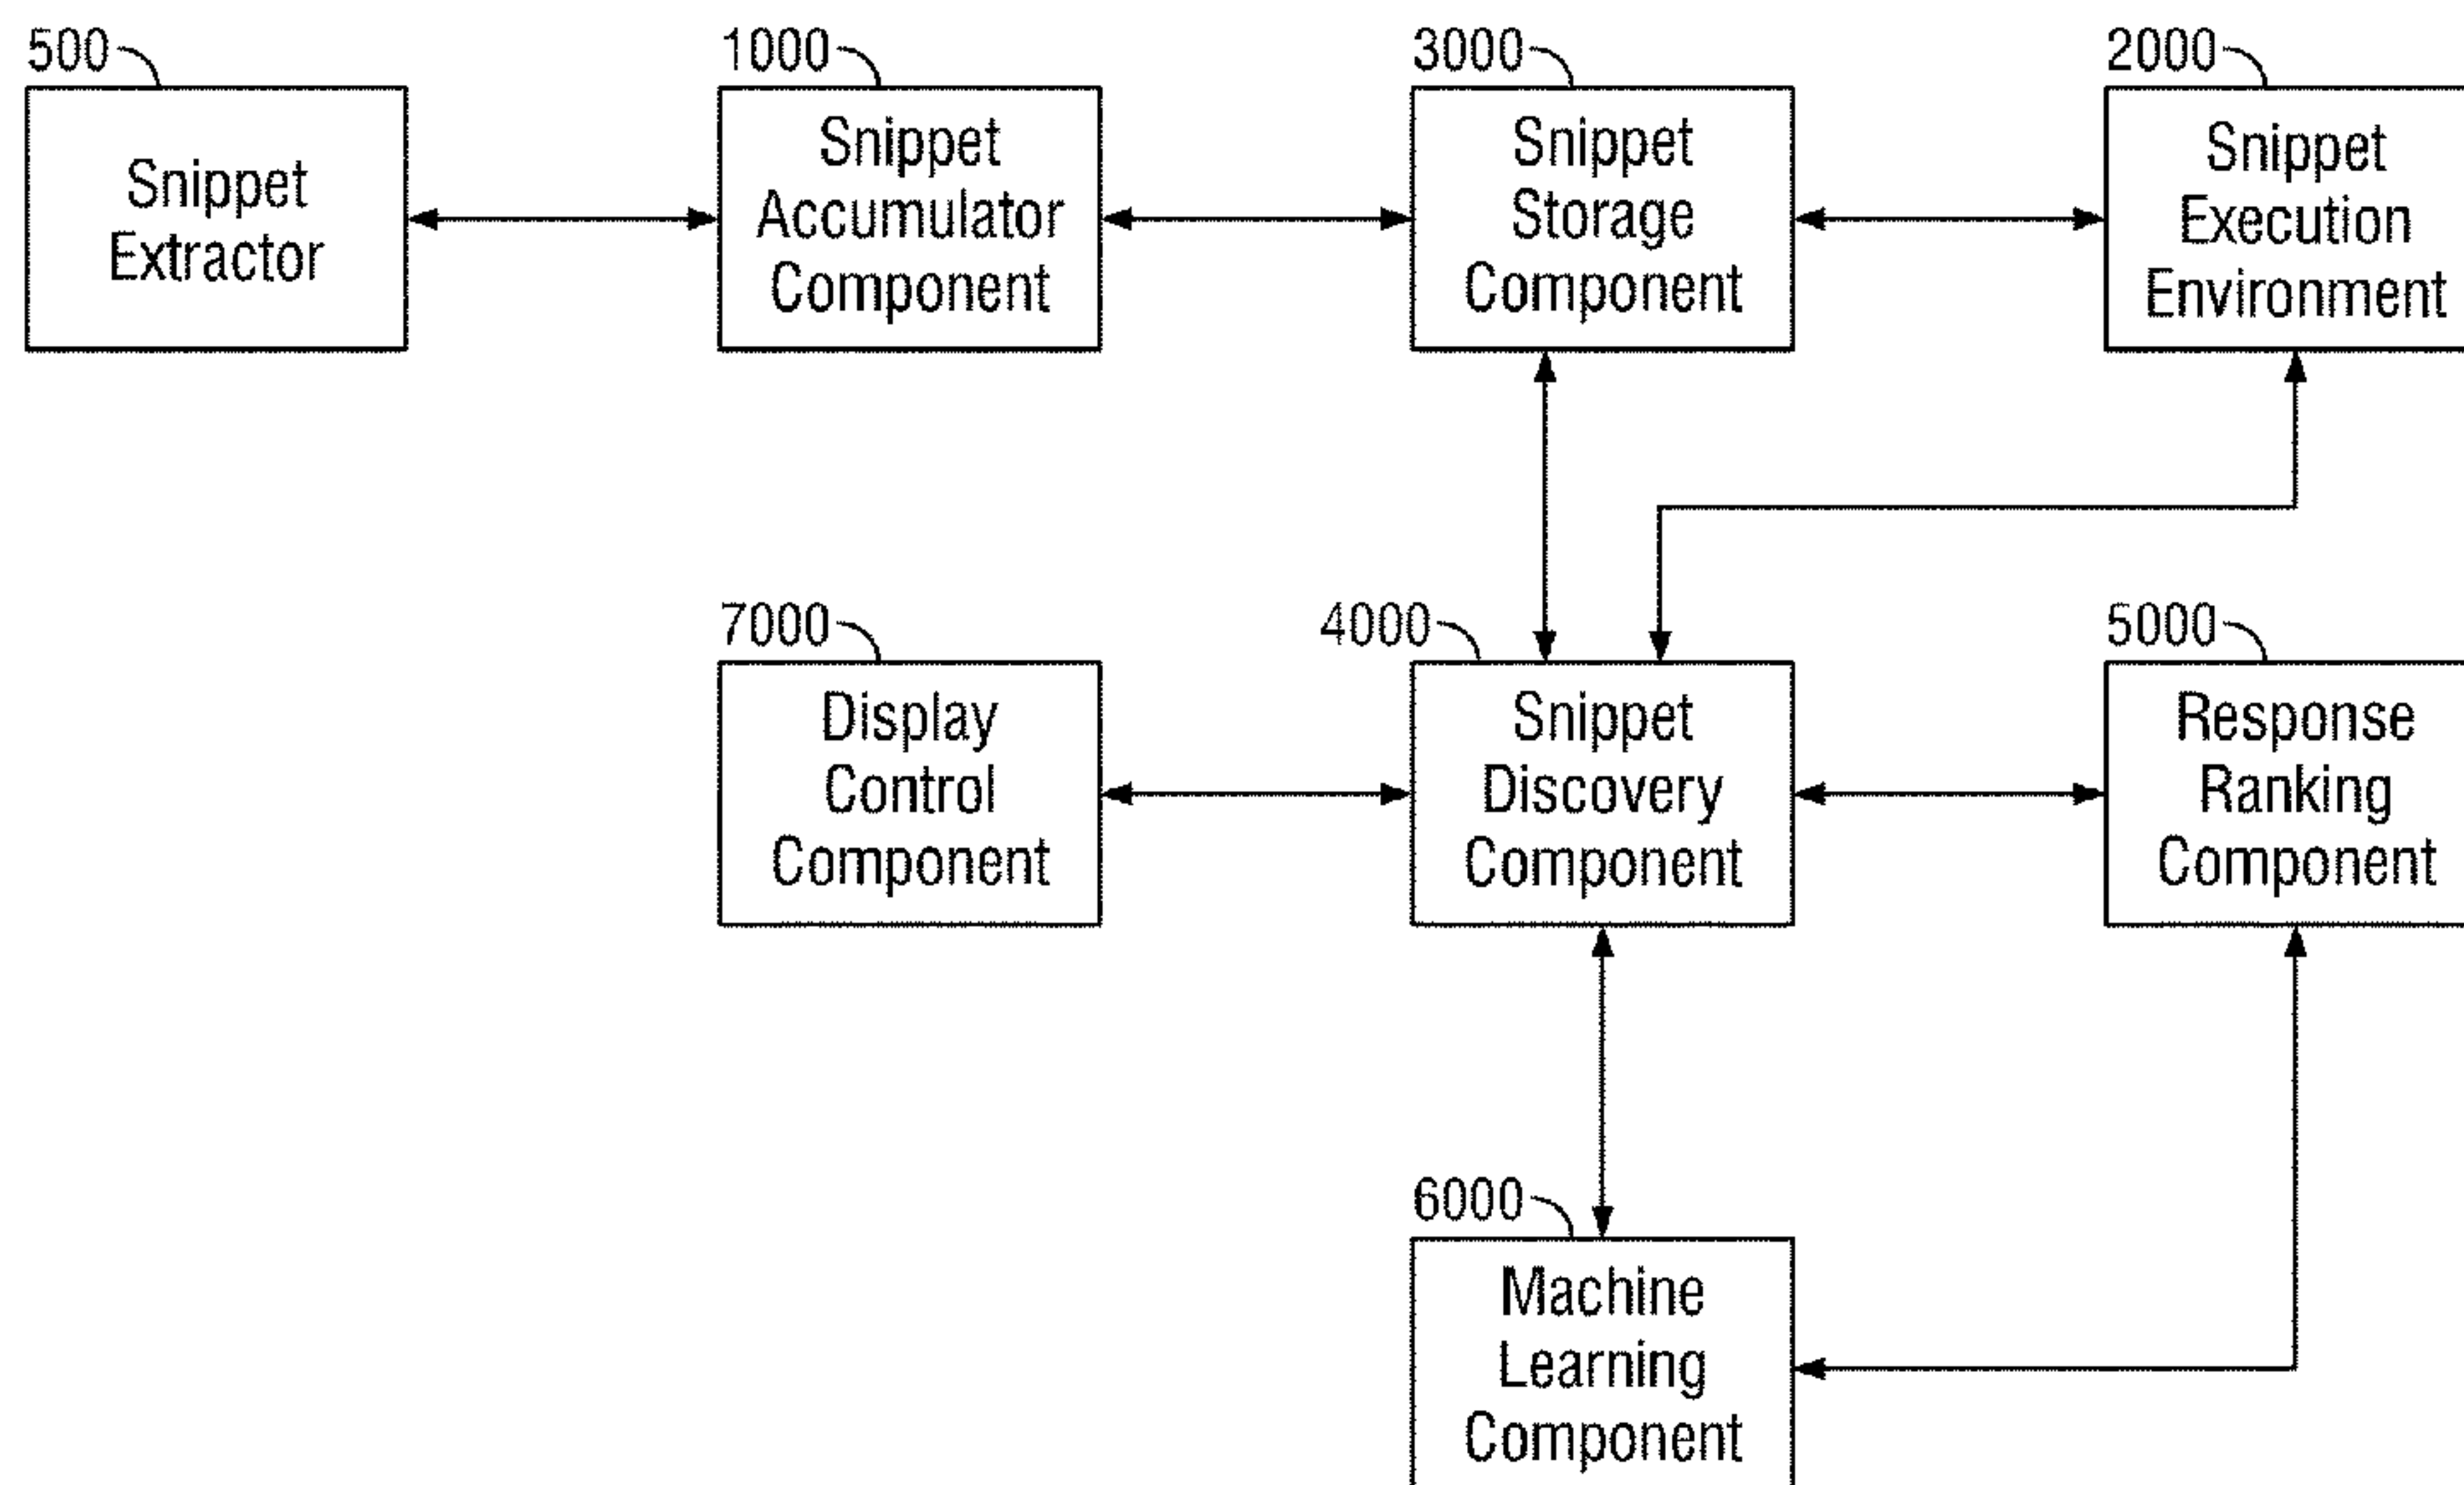 500
Snippet
Extractor
1000
Snippet
Accumulator
Component
3000
Snippet
Storage
Component
2000
Snippet
Execution
Environment
7000
Display
Control
Component
4000
Snippet
Discovery
Component
5000
Response
Ranking
Component
6000
Machine
Learning
Component